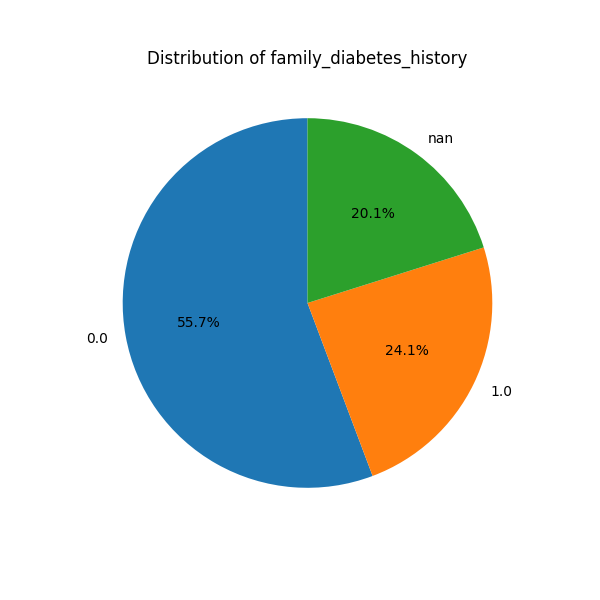 Distribution of family_diabetes_history
nan
20.1%
55.7%
0.0
24.1%
1.0